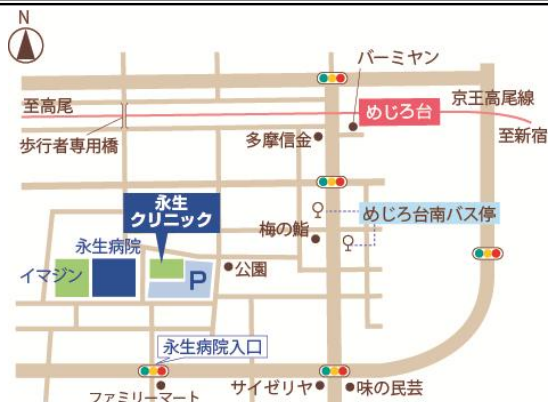 N
バーミヤン
至高尾
めじろ台
京王高尾線
歩行者専用橋
多摩信金
至新宿
永生
クリニック
めじろ台南バス停
梅の鮨
永生病院
イマジン
P
公園
永生病院入口
ファミリーマート
サイゼリヤ
味の民芸